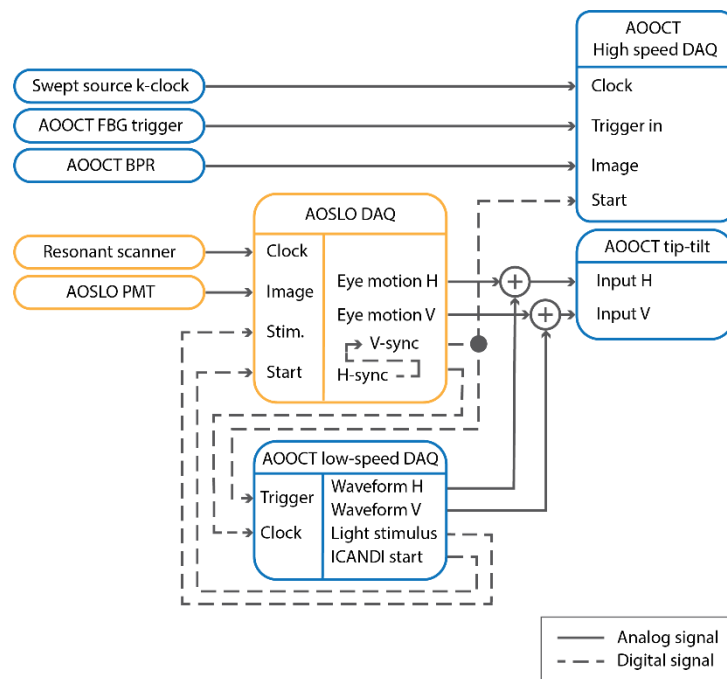 AOOCT
High speed DAQ
Swept source k-clock
Clock
AOOCT FBG trigger
Trigger in
AOOCT BPR
Image
Start
AOSLO DAQ
AOOCT tip-tilt
Resonant scanner
Clock
Eye motion H
Input H
AOSLO PMT
Image
Eye motion V
Input V
Stim.
V-sync
Start
H-sync
AOOCT low-speed DAQ
Trigger
Waveform H
Waveform V
Clock
Light stimulus
ICANDI start
Analog signal
Digital signal